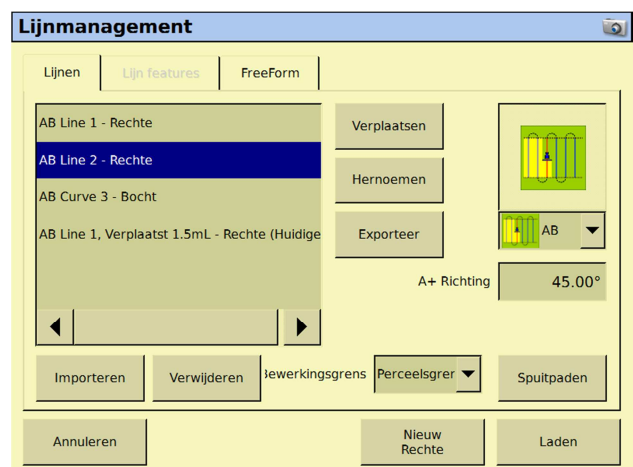 Lijnmanagement
Lijnen
Lijn features
FreeForm
AB Line 1 - Rechte
AB Line 2 - Rechte
AB Curve 3 - Bocht
AB Line 1, Verplaatst 1.5mL - Rechte (Huidige
Verplaatsen
Hernoemen
Exporteer
AB
A+ Richting
45.00°
Importeren
Verwijderen
Bewerkingsgrens
Perceelsgrer
Spuitpaden
Annuleren
Nieuw
Rechte
Laden